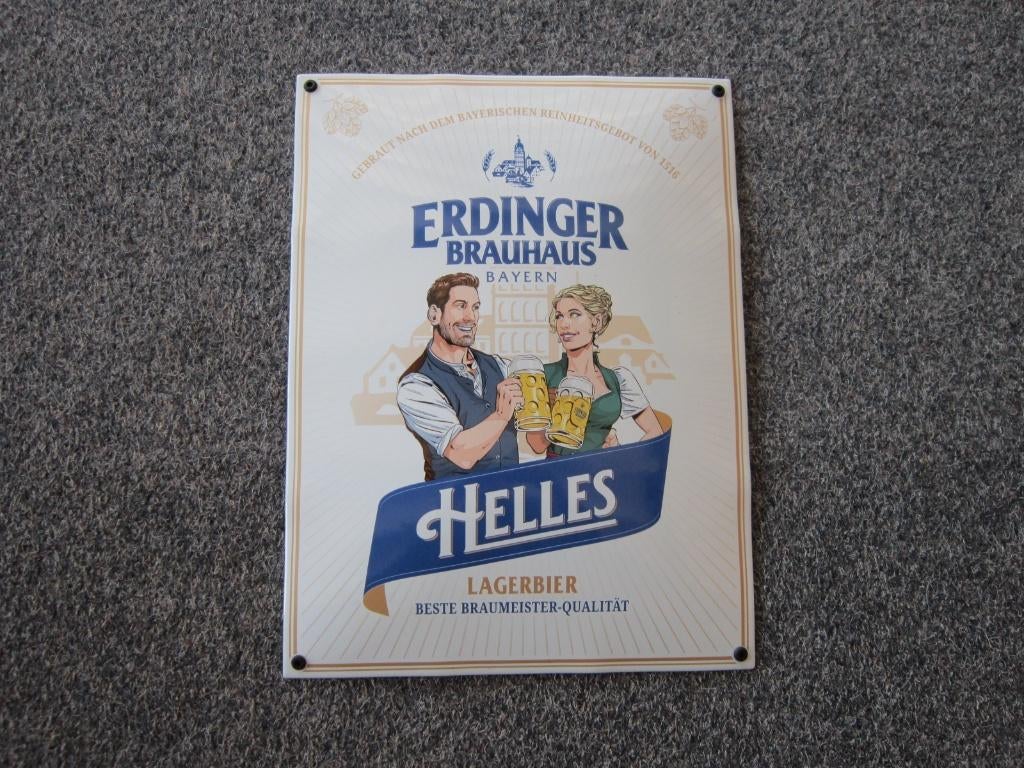 GEBRAUT NACH DEM BAYERISCHEN REINHEITSGEBOT VON 1516
ERDINGER
BRAUHAUS
BAYERN
HELLES
LAGERBIER
BESTE BRAUMEISTER-QUALITÄT